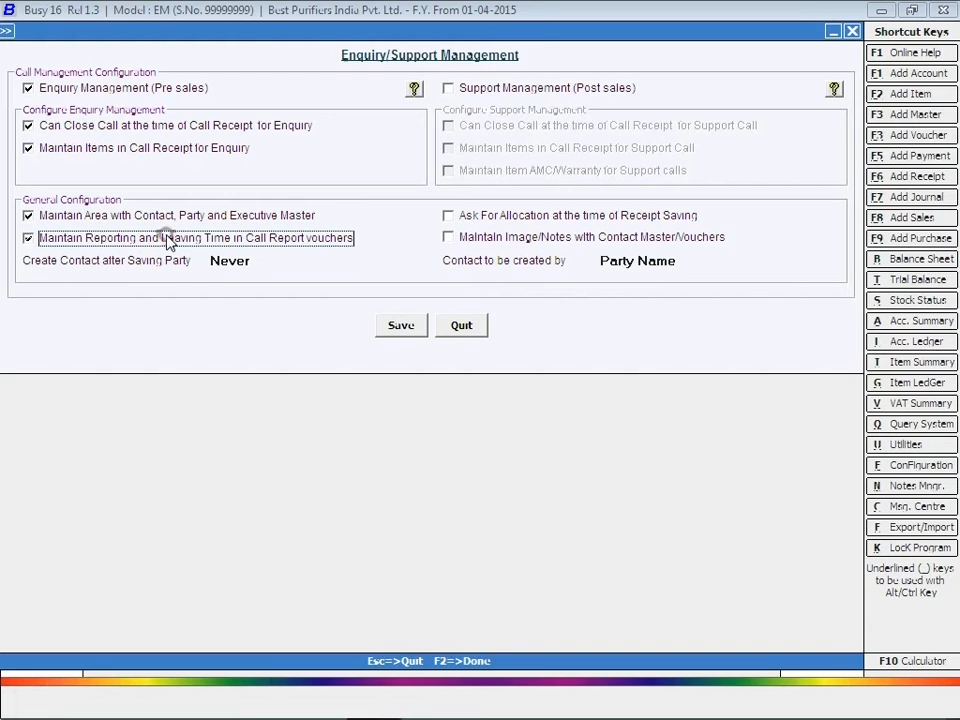 Busy 16 Rel 1.3 | Model : EM (S.No. 99999999) | Best Purifiers India Pvt. Ltd. - F.Y. From 01-04-2015
>>
Enquiry/Support Management
Call Management Configuration
Enquiry Management (Pre sales) ? Support Management (Post sales) ?
Configure Enquiry Management Configure Support Management
Can Close Call at the time of Call Receipt for Enquiry Can Close Call at the time of Call Receipt for Support Call
Maintain Items in Call Receipt for Enquiry Maintain Items in Call Receipt for Support Call
Maintain Item AMC/Warranty for Support calls
General Configuration
Maintain Area with Contact, Party and Executive Master Ask For Allocation at the time of Receipt Saving
Maintain Reporting and Time in Call Report vouchers Maintain Image/Notes with Contact Master/Vouchers
Create Contact after Saving Party Never Contact to be created by Party Name
Save Quit
Esc=>Quit F2=>Done
Shortcut Keys
F1 Online Help
F1 Add Account
F2 Add Item
F3 Add Master
F3 Add Voucher
F5 Add Payment
F6 Add Receipt
F7 Add Journal
F8 Add Sales
F9 Add Purchase
B Balance Sheet
T Trial Balance
S Stock Status
A Acc. Summary
L Acc. Ledger
I Item Summary
G Item LedGer
V VAT Summary
Q Query System
U Utilities
F ConFiguration
N Notes Mngr.
C Msg. Centre
E Export/Import
K LocK Program
Underlined (_) keys
to be used with
Alt/Ctrl Key
F10 Calculator